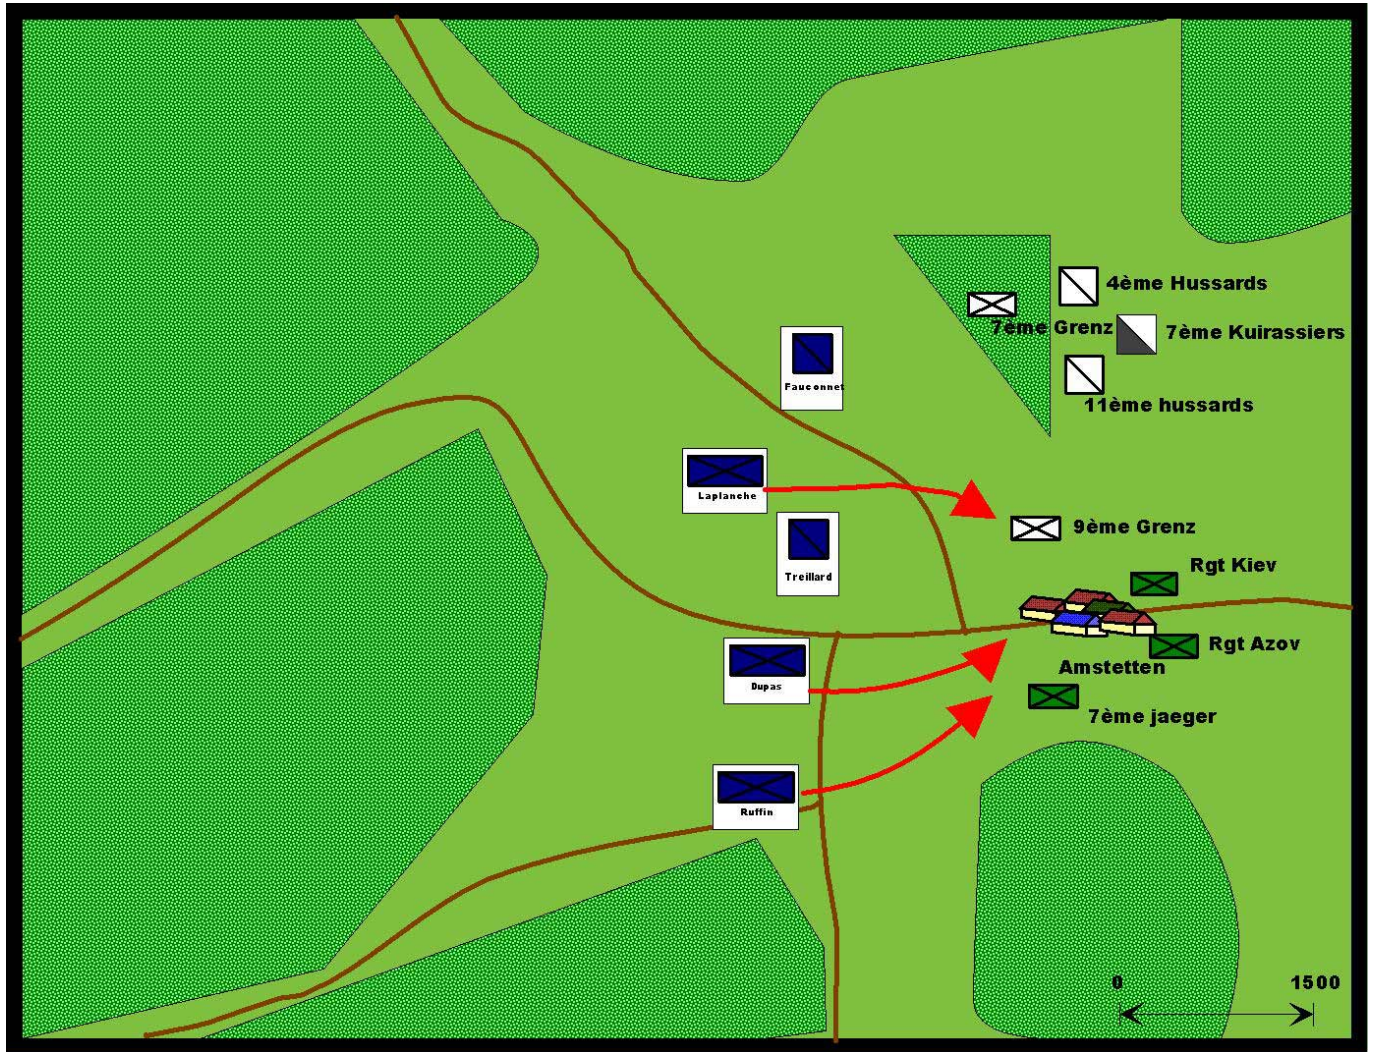 4ème Hussards
7ème Grenz
7ème Kuirassiers
Fauconnet
11ème hussards
Laplanche
9ème Grenz
Treillard
Rgt Kiev
Rgt Azov
Amstetten
Dupas
7ème jaeger
Ruffin
0 1500